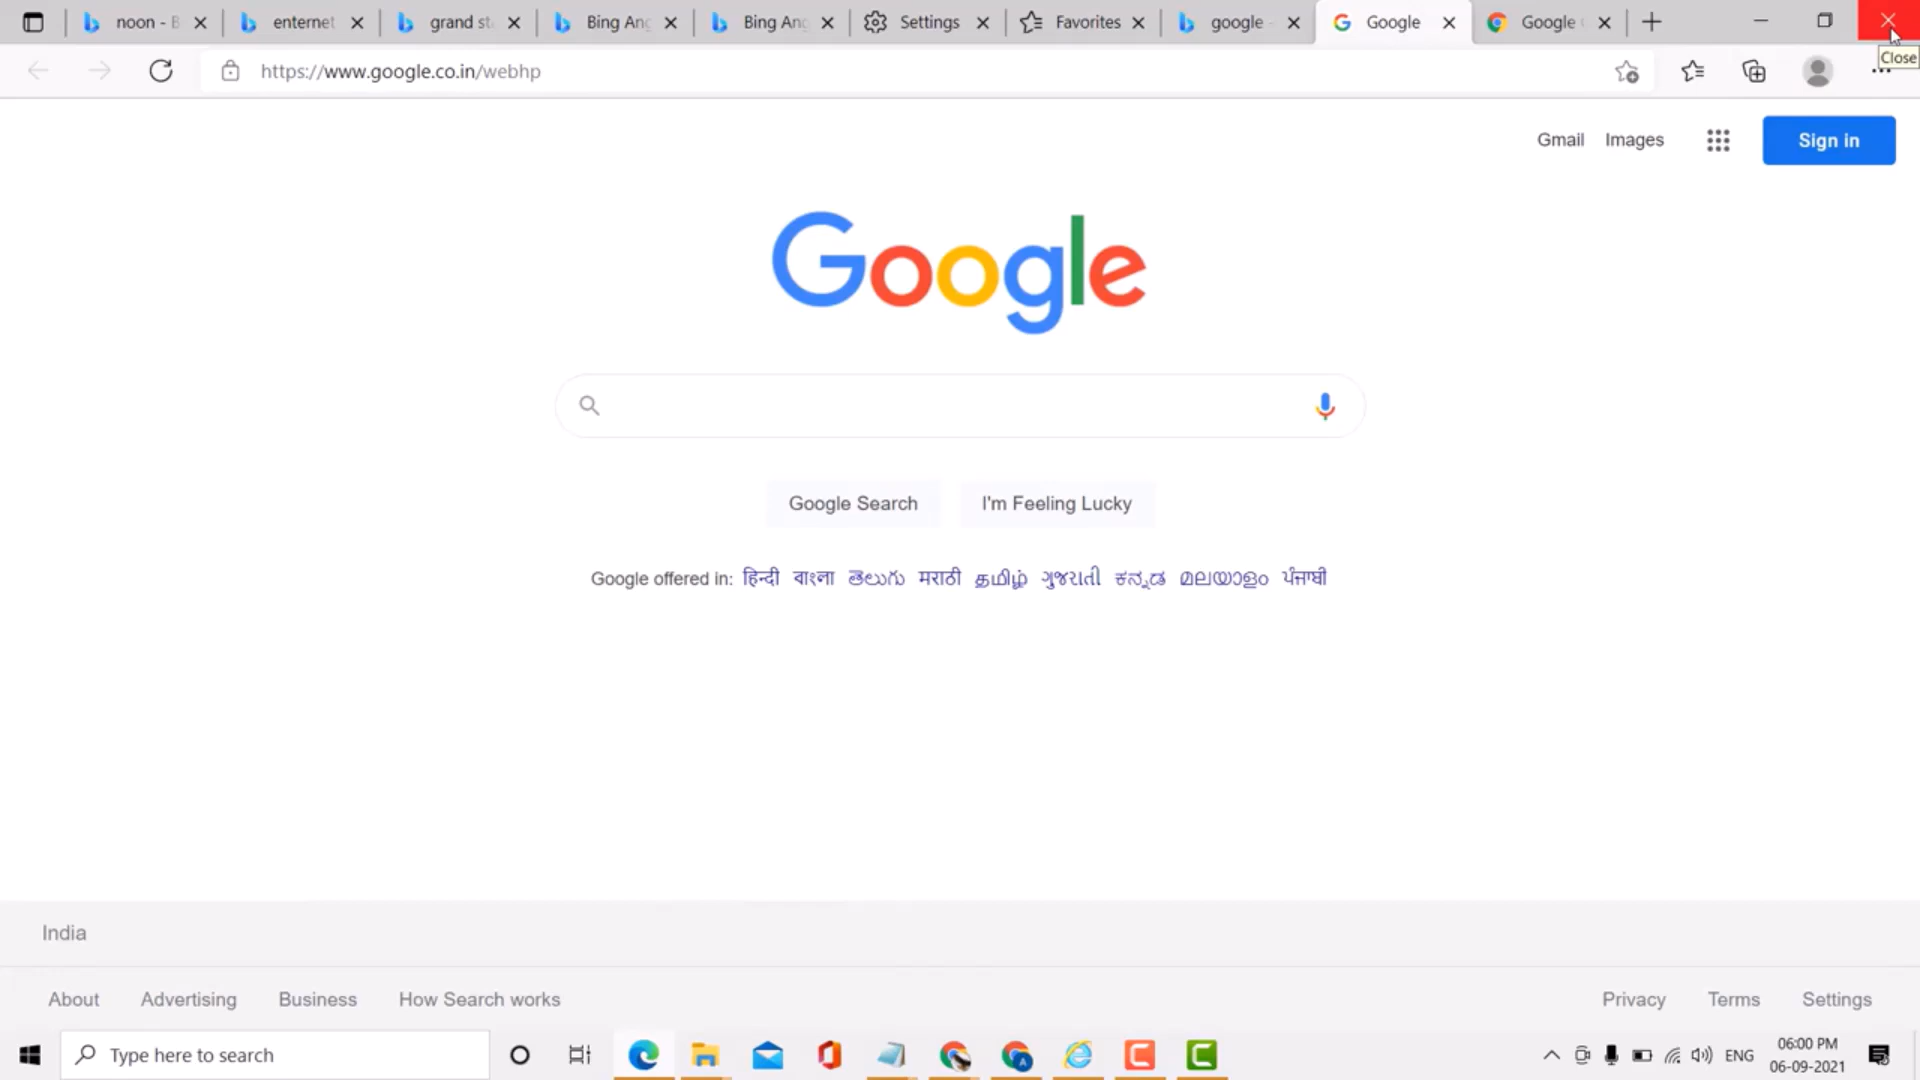 noon - B enternet grand st Bing Ang Bing Ang Settings Favorites google - Google Google
Close
https://www.google.co.in/webhp
Gmail Images Sign in
Google
Google Search I'm Feeling Lucky
Google offered in: हिन्दी বাংলা తెలుగు मराठी தமிழ் ગુજરાતી ಕನ್ನಡ മലയാളം ਪੰਜਾਬੀ
India
About Advertising Business How Search works Privacy Terms Settings
Type here to search ENG 06:00 PM
06-09-2021